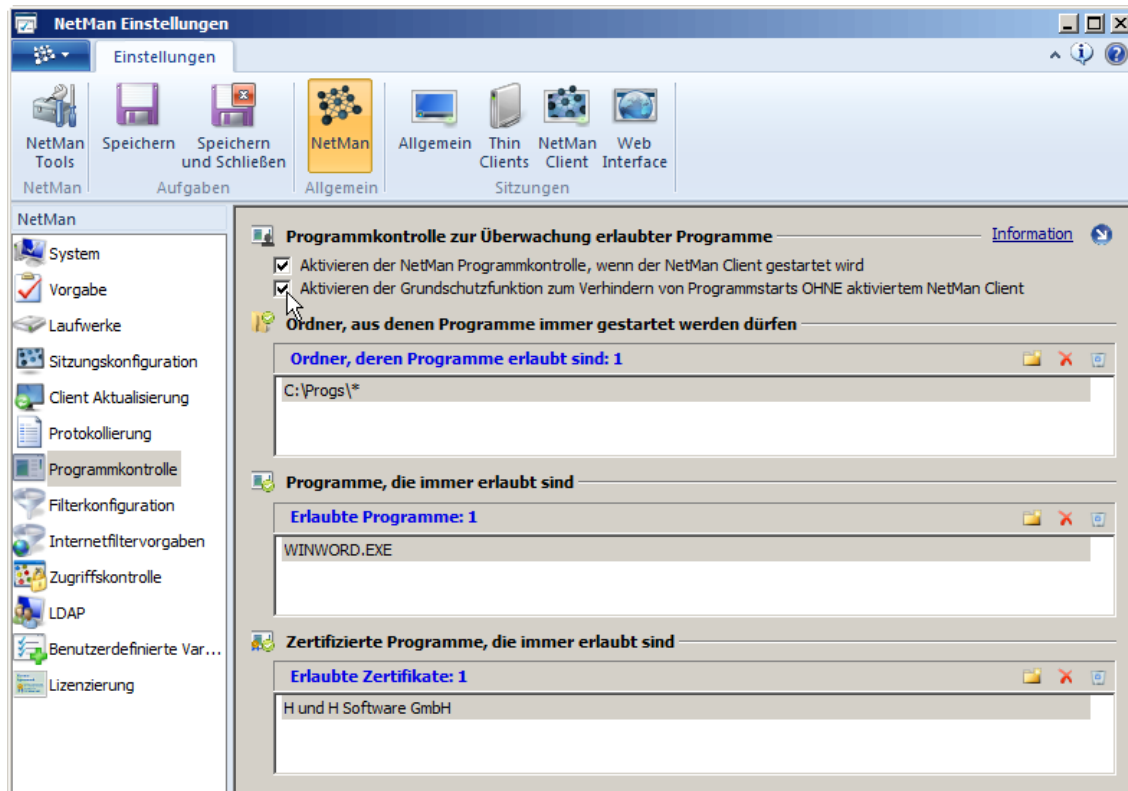 NetMan Einstellungen
Einstellungen
NetMan
Tools
Speichern
Speichern
und Schließen
NetMan
Allgemein
Thin
Clients
NetMan
Client
Web
Interface
NetMan
Aufgaben
Allgemein
Sitzungen
NetMan
System
Vorgabe
Laufwerke
Sitzungskonfiguration
Client Aktualisierung
Protokollierung
Programmkontrolle
Filterkonfiguration
Internetfiltervorgaben
Zugriffskontrolle
LDAP
Benutzerdefinierte Var...
Lizenzierung
Programmkontrolle zur Überwachung erlaubter Programme
Information
Aktivieren der NetMan Programmkontrolle, wenn der NetMan Client gestartet wird
Aktivieren der Grundschutzfunktion zum Verhindern von Programmstarts OHNE aktiviertem NetMan Client
Ordner, aus denen Programme immer gestartet werden dürfen
Ordner, deren Programme erlaubt sind: 1
C:\Progs\*
Programme, die immer erlaubt sind
Erlaubte Programme: 1
WINWORD.EXE
Zertifizierte Programme, die immer erlaubt sind
Erlaubte Zertifikate: 1
H und H Software GmbH